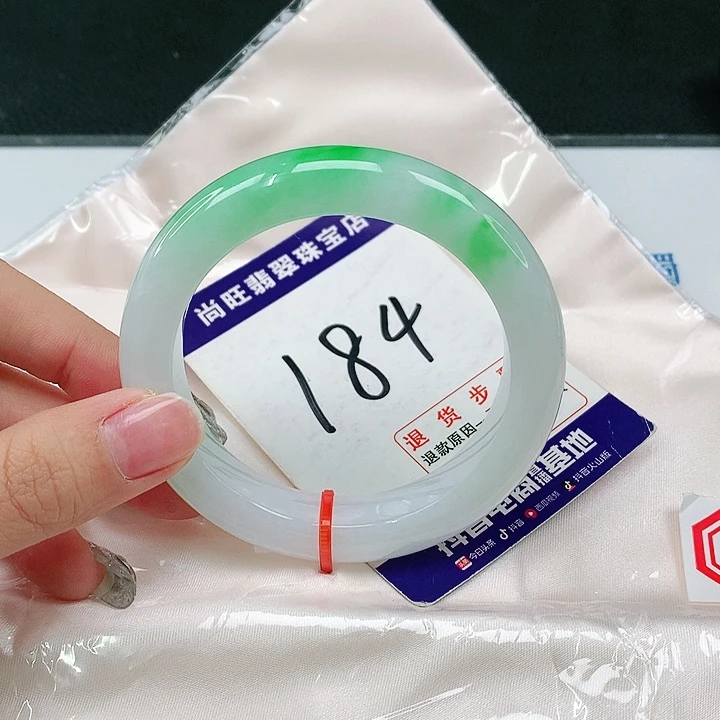 尚旺翡翠珠宝店
184
退货步
退款原因一
抖音电商直播基地
今日头条 抖音 西瓜视频 抖音火山版